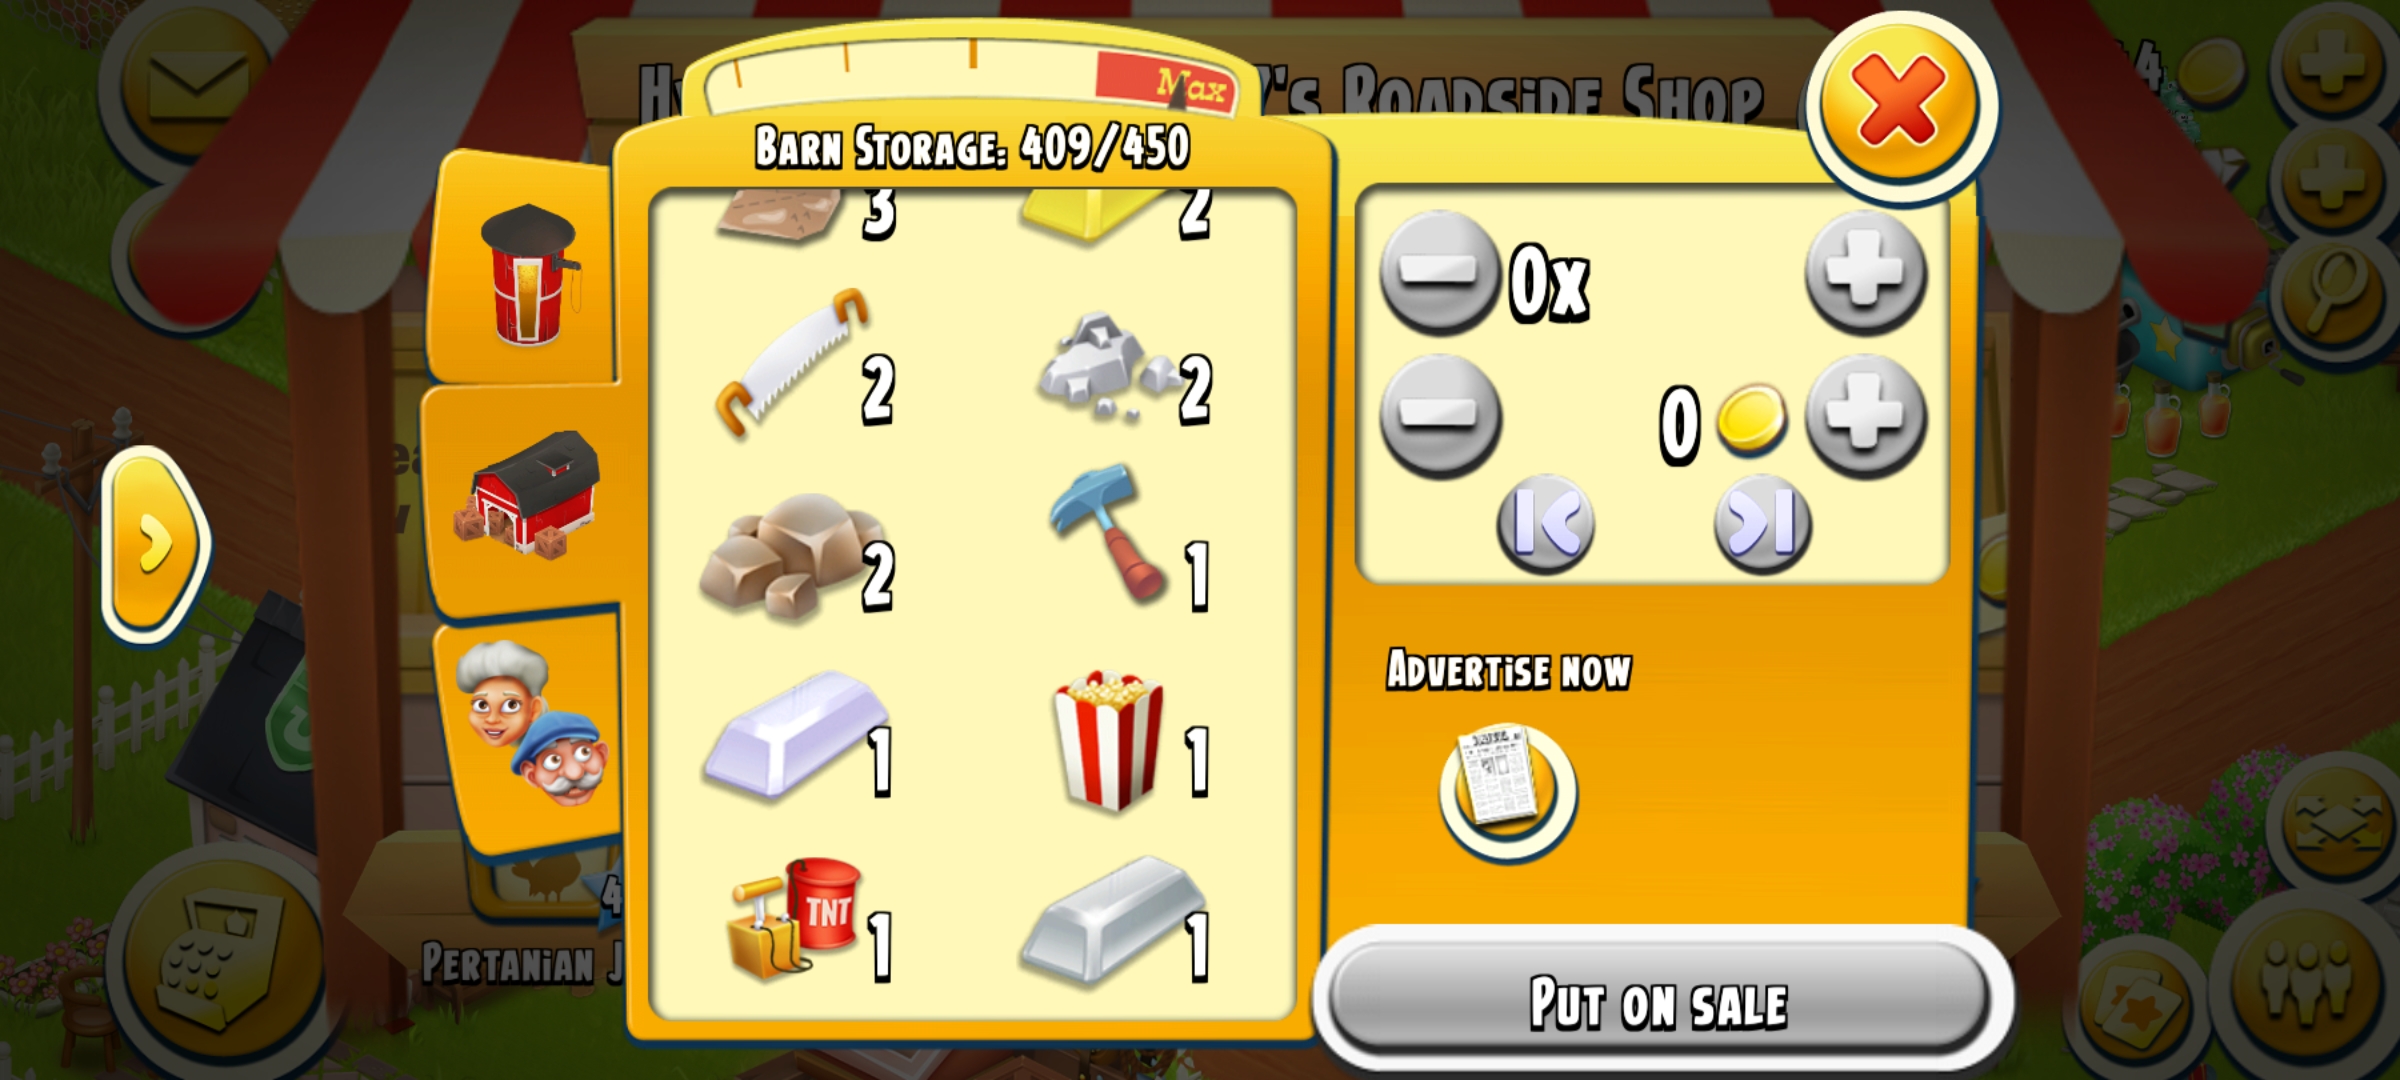 'S ROADSIDE SHOP
Max
BARN STORAGE: 409/450
3
2
2
2
2
1
1
1
TNT
1
1
0x
0
ADVERTISE NOW
PUT ON SALE
PERTANIAN